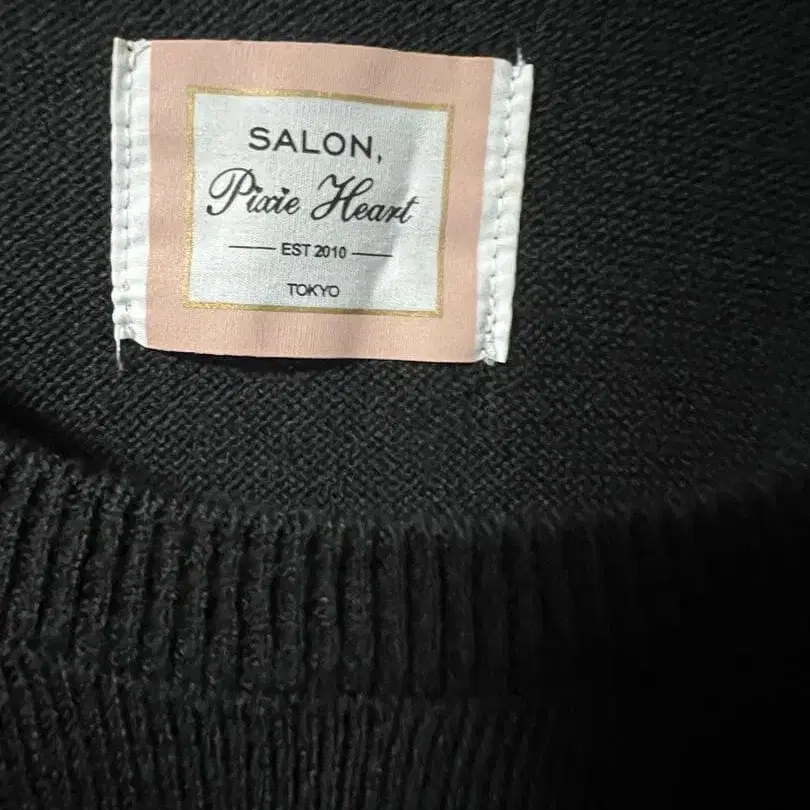 SALON,
Pixie Heart
EST 2010
TOKYO